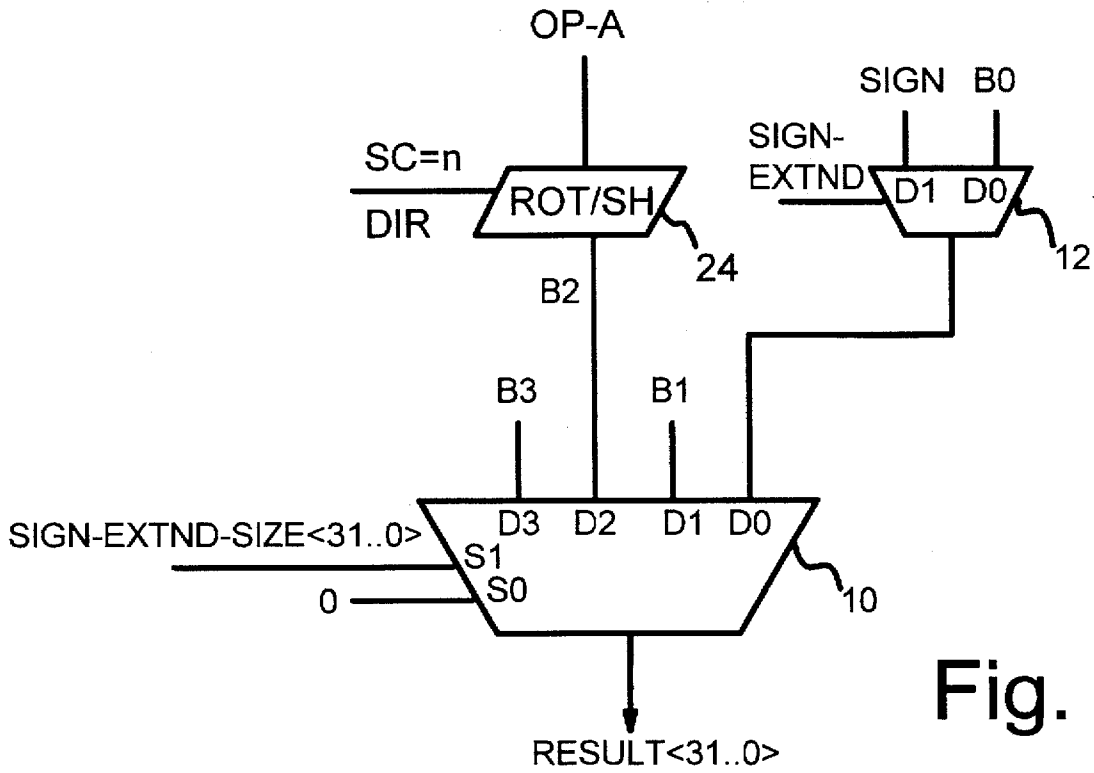 OP-A
SIGN B0
SIGN-
EXTND
D1 D0
12
SC=n
DIR
ROT/SH
24
B2
B3
B1
D3 D2 D1 D0
SIGN-EXTND-SIZE<31..0>
S1
0
S0
10
RESULT<31..0>
Fig.